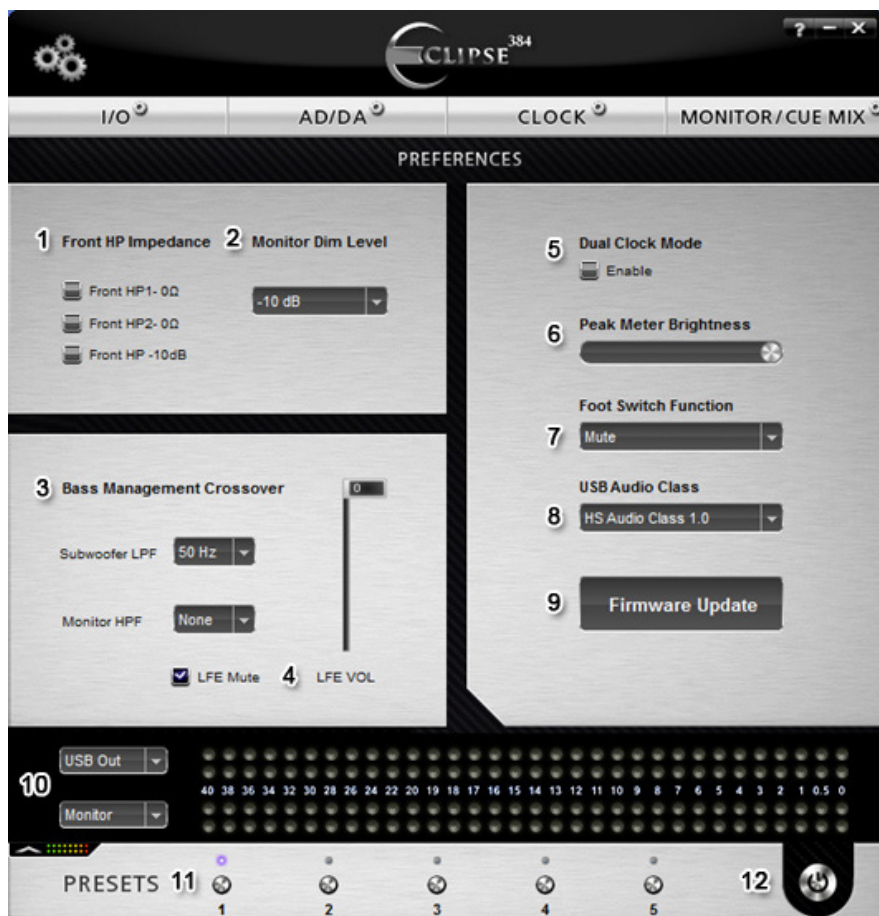 ECLIPSE 384
? − X
I/O AD/DA CLOCK MONITOR/CUE MIX
PREFERENCES
1 Front HP Impedance
Front HP1- 0Ω
Front HP2- 0Ω
Front HP -10dB
2 Monitor Dim Level
-10 dB
3 Bass Management Crossover
0
Subwoofer LPF 50 Hz
Monitor HPF None
LFE Mute 4 LFE VOL
5 Dual Clock Mode
Enable
6 Peak Meter Brightness
Foot Switch Function
7 Mute
USB Audio Class
8 HS Audio Class 1.0
9 Firmware Update
10 USB Out
40 38 36 34 32 30 28 26 24 22 20 19 18 17 16 15 14 13 12 11 10 9 8 7 6 5 4 3 2 1 0.5 0
Monitor
PRESETS 11 12
1 2 3 4 5